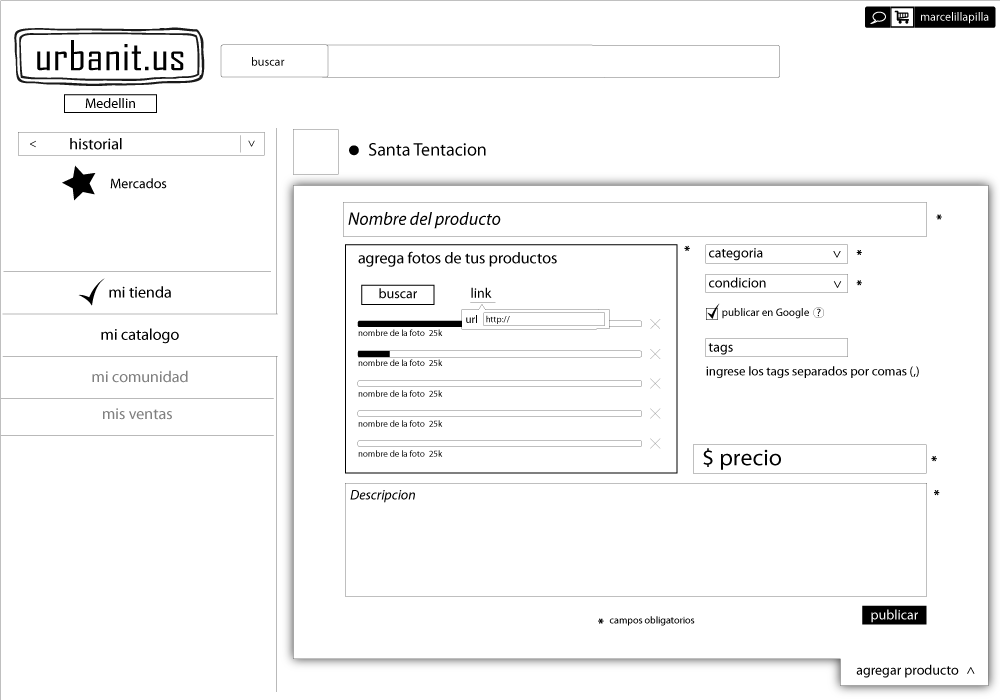 marcelillapilla
urbanit.us
buscar
Medellin
< historial v
Mercados
mi tienda
mi catalogo
mi comunidad
mis ventas
Santa Tentacion
Nombre del producto *
agrega fotos de tus productos *
buscar link
url http://
nombre de la foto 25k
nombre de la foto 25k
nombre de la foto 25k
nombre de la foto 25k
nombre de la foto 25k
categoria v *
condicion v *
publicar en Google ?
tags
ingrese los tags separados por comas (,)
$ precio *
Descripcion *
* campos obligatorios
publicar
agregar producto ^